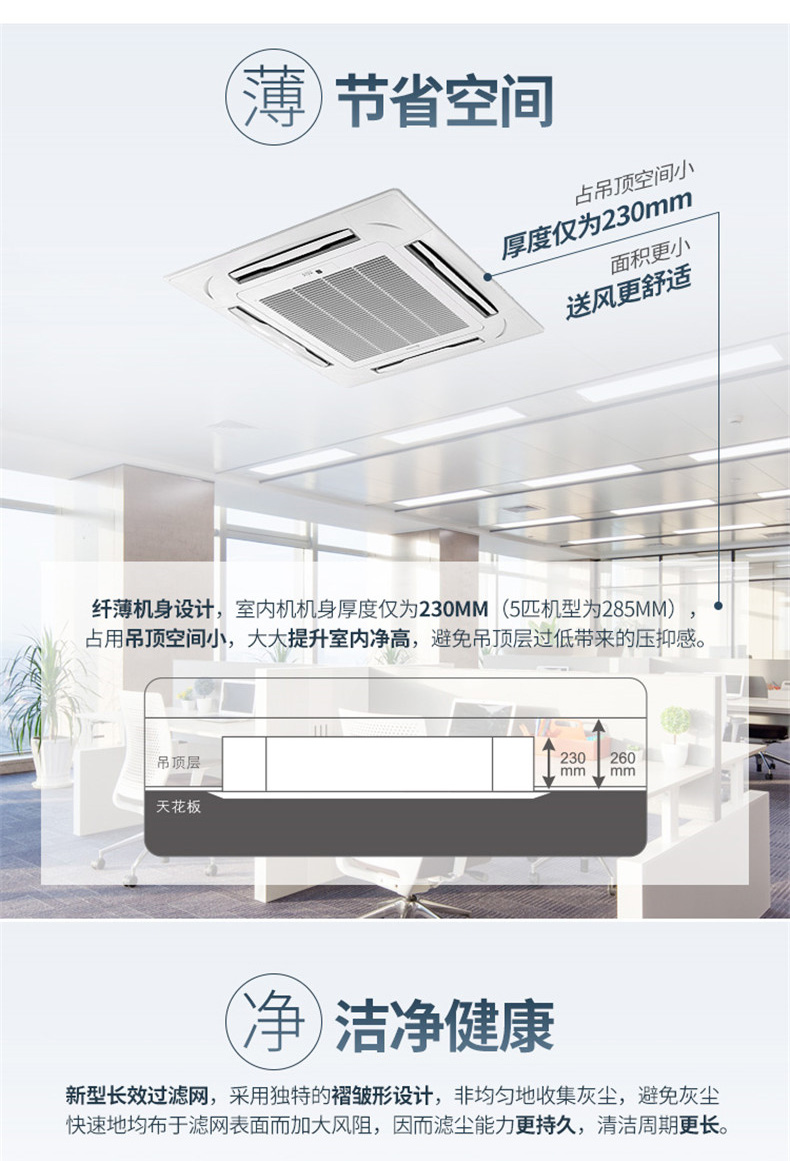 薄 节省空间
占吊顶空间小
厚度仅为230mm
面积更小
送风更舒适
纤薄机身设计，室内机机身厚度仅为230MM（5匹机型为285MM），
占用吊顶空间小，大大提升室内净高，避免吊顶层过低带来的压抑感。
吊顶层
230 260
mm mm
天花板
净 洁净健康
新型长效过滤网，采用独特的褶皱形设计，非均匀地收集灰尘，避免灰尘
快速地均布于滤网表面而加大风阻，因而滤尘能力更持久，清洁周期更长。